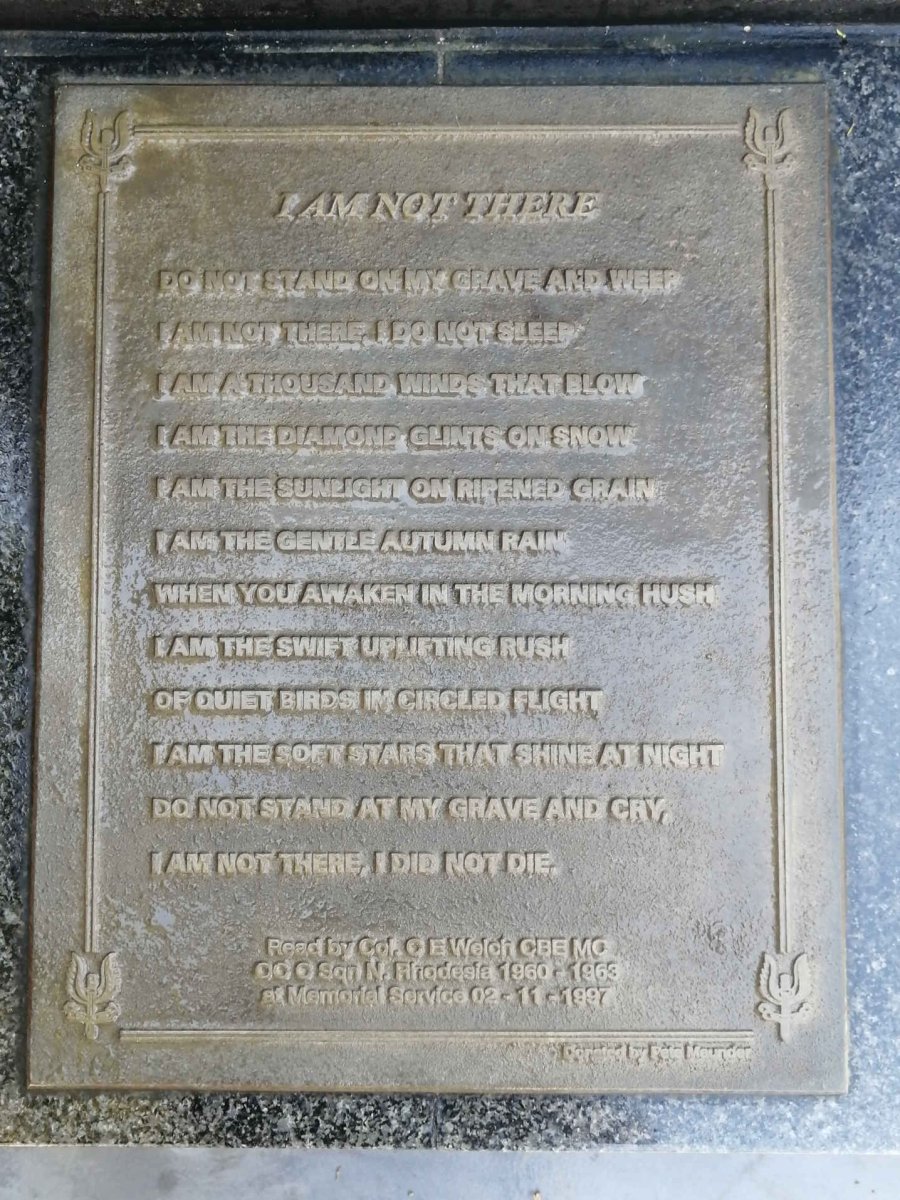 I AM NOT THERE
DO NOT STAND ON MY GRAVE AND WEEP
I AM NOT THERE, I DO NOT SLEEP
I AM A THOUSAND WINDS THAT BLOW
I AM THE DIAMOND GLINTS ON SNOW
I AM THE SUNLIGHT ON RIPENED GRAIN
I AM THE GENTLE AUTUMN RAIN
WHEN YOU AWAKEN IN THE MORNING HUSH
I AM THE SWIFT UPLIFTING RUSH
OF QUIET BIRDS IN CIRCLED FLIGHT
I AM THE SOFT STARS THAT SHINE AT NIGHT
DO NOT STAND AT MY GRAVE AND CRY,
I AM NOT THERE, I DID NOT DIE.
Read by Col. C E Welch CBE MC
OC C Sqn N. Rhodesia 1960 - 1963
at Memorial Service 02 - 11 - 1997
Donated by Pete Maunder